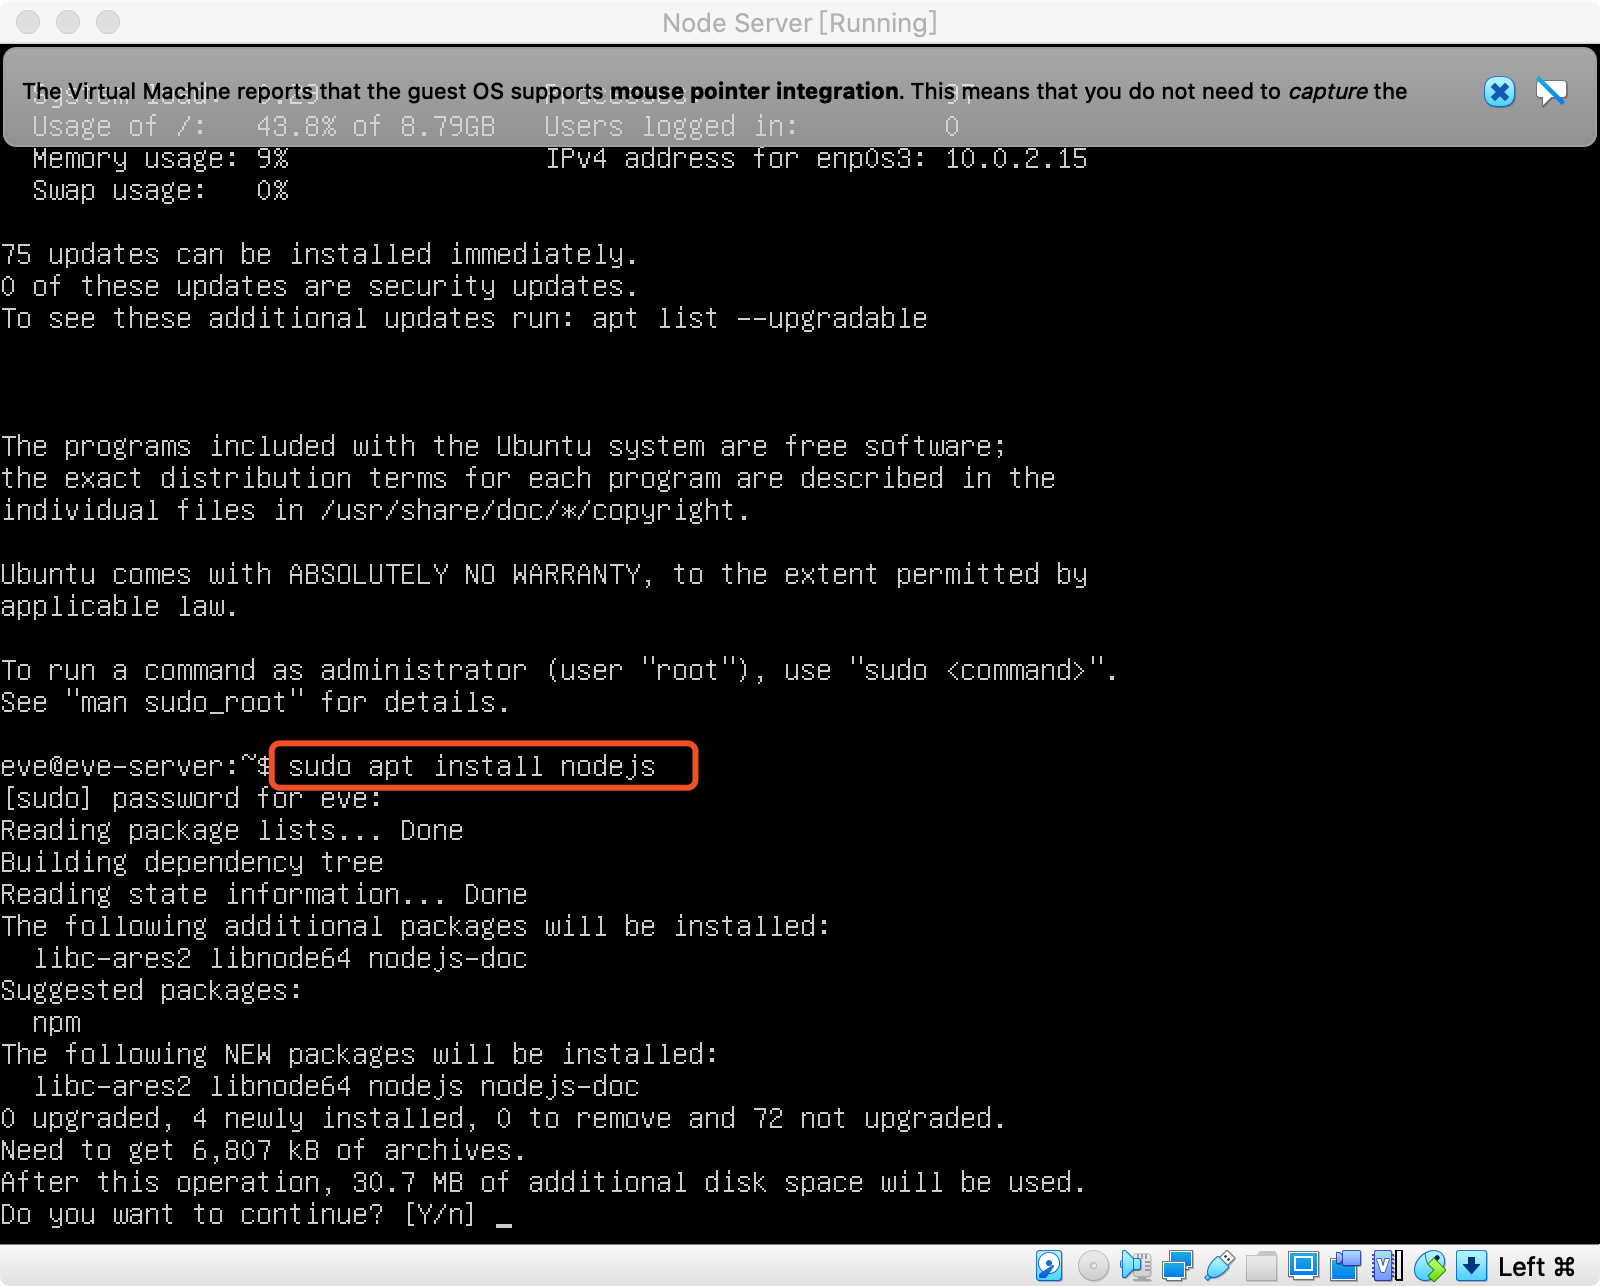 Node Server [Running]
The Virtual Machine reports that the guest OS supports mouse pointer integration. This means that you do not need to capture the
System load:
Usage of /: 43.8% of 8.79GB Users logged in: 0
Memory usage: 9% IPv4 address for enp0s3: 10.0.2.15
Swap usage: 0%
75 updates can be installed immediately.
0 of these updates are security updates.
To see these additional updates run: apt list --upgradable
The programs included with the Ubuntu system are free software;
the exact distribution terms for each program are described in the
individual files in /usr/share/doc/*/copyright.
Ubuntu comes with ABSOLUTELY NO WARRANTY, to the extent permitted by
applicable law.
To run a command as administrator (user "root"), use "sudo <command>".
See "man sudo_root" for details.
eve@eve-server:~$ sudo apt install nodejs
[sudo] password for eve:
Reading package lists... Done
Building dependency tree
Reading state information... Done
The following additional packages will be installed:
libc-ares2 libnode64 nodejs-doc
Suggested packages:
npm
The following NEW packages will be installed:
libc-ares2 libnode64 nodejs nodejs-doc
0 upgraded, 4 newly installed, 0 to remove and 72 not upgraded.
Need to get 6,807 kB of archives.
After this operation, 30.7 MB of additional disk space will be used.
Do you want to continue? [Y/n] _
Left ⌘